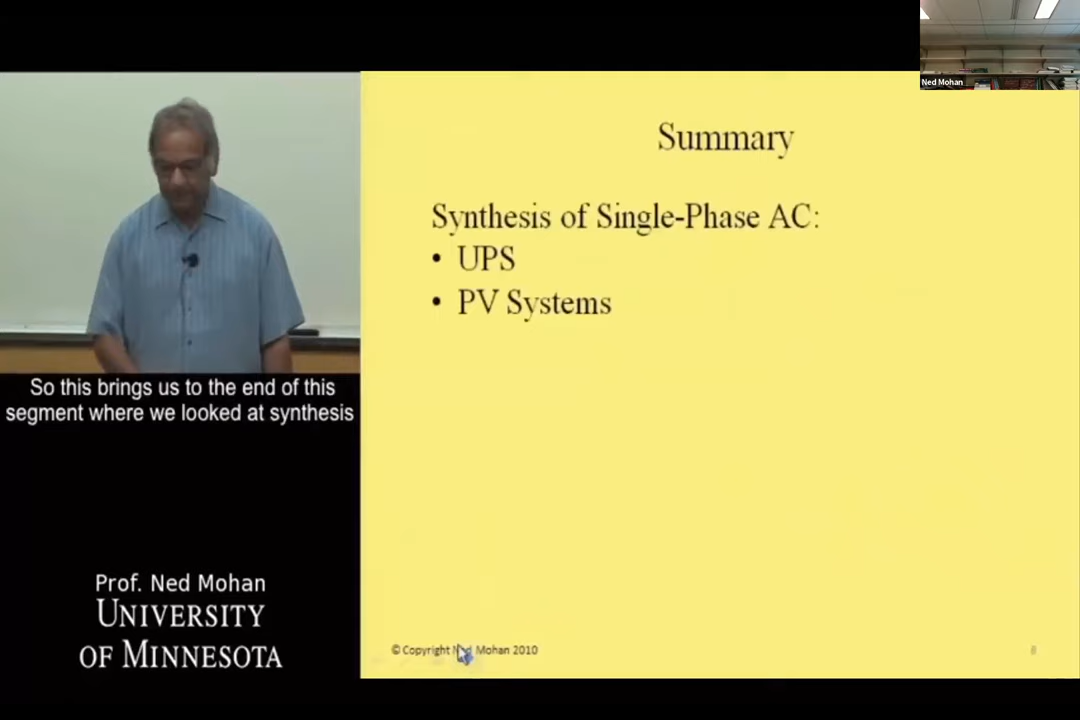 Ned Mohan
Summary
Synthesis of Single-Phase AC:
• UPS
• PV Systems
So this brings us to the end of this
segment where we looked at synthesis
Prof. Ned Mohan
UNIVERSITY
OF MINNESOTA
© Copyright Ned Mohan 2010
8